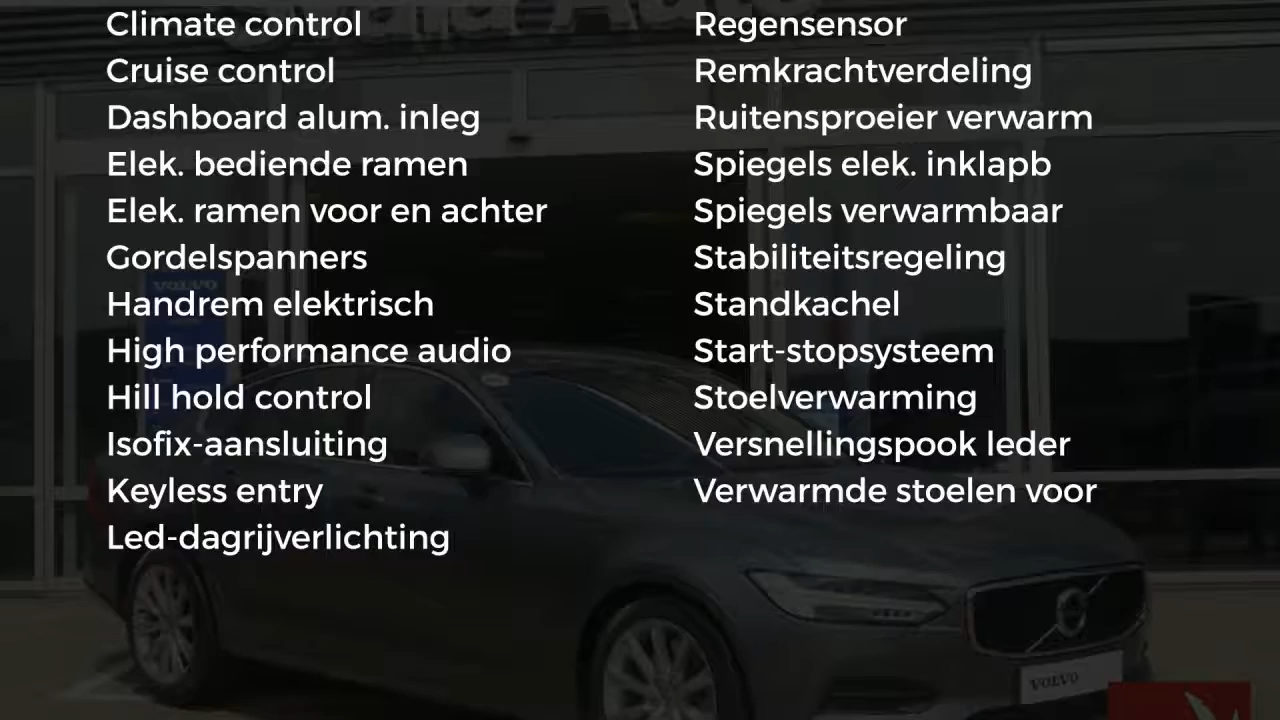 Climate control
Cruise control
Dashboard alum. inleg
Elek. bediende ramen
Elek. ramen voor en achter
Gordelspanners
Handrem elektrisch
High performance audio
Hill hold control
Isofix-aansluiting
Keyless entry
Led-dagrijverlichting
Regensensor
Remkrachtverdeling
Ruitensproeier verwarm
Spiegels elek. inklapb
Spiegels verwarmbaar
Stabiliteitsregeling
Standkachel
Start-stopsysteem
Stoelverwarming
Versnellingspook leder
Verwarmde stoelen voor
VOLVO
VOLVO